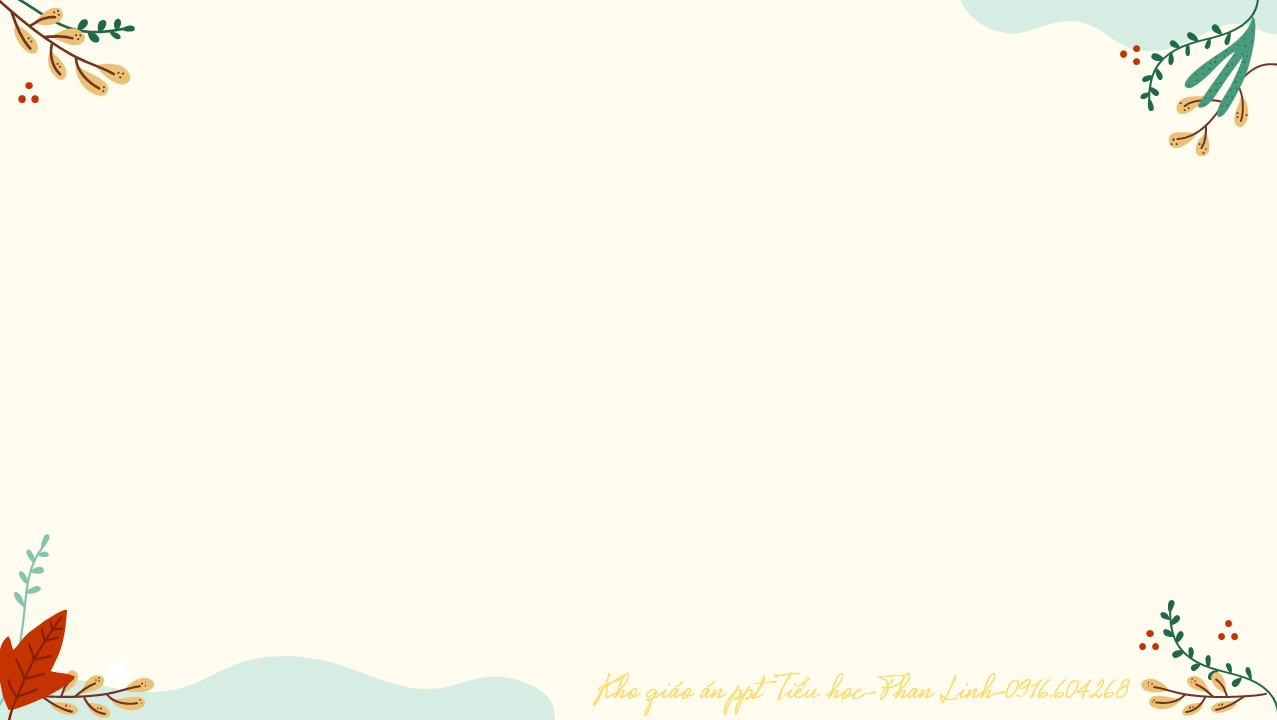 Kho giáo án ppt Tiểu học-Phan Linh-0916.604268